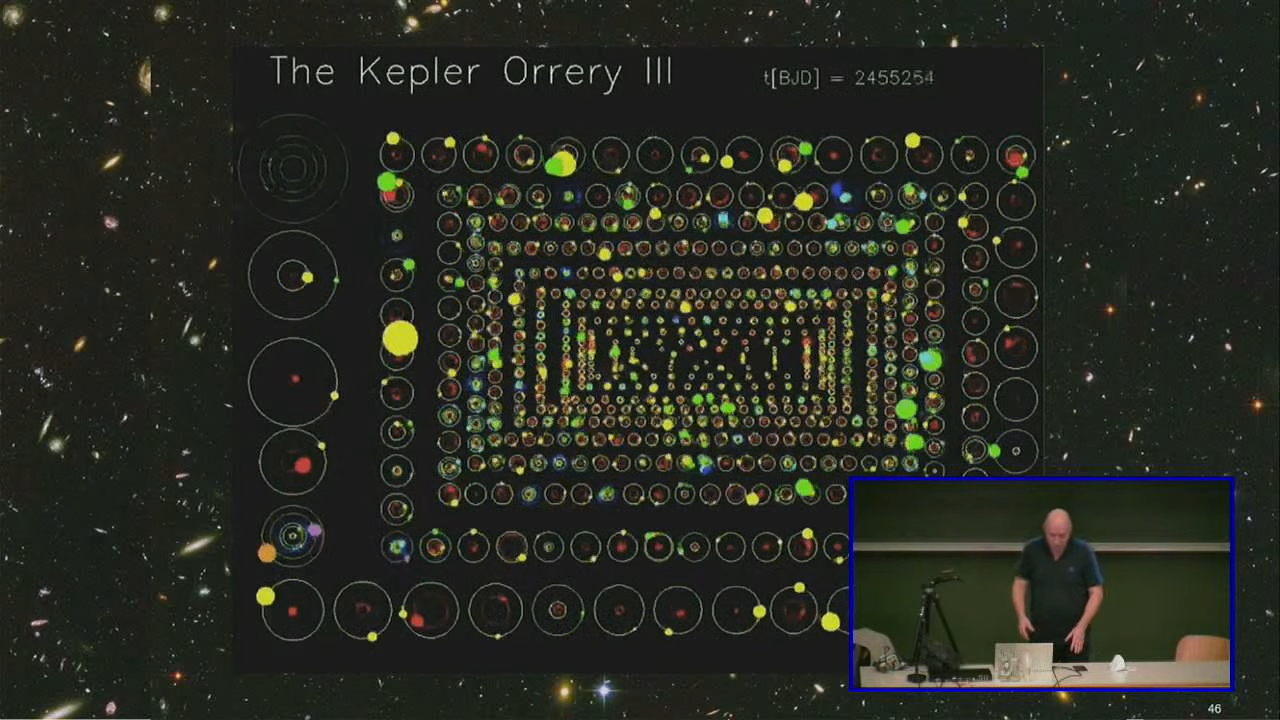 The Kepler Orrery III
t[BJD] = 2455254
46